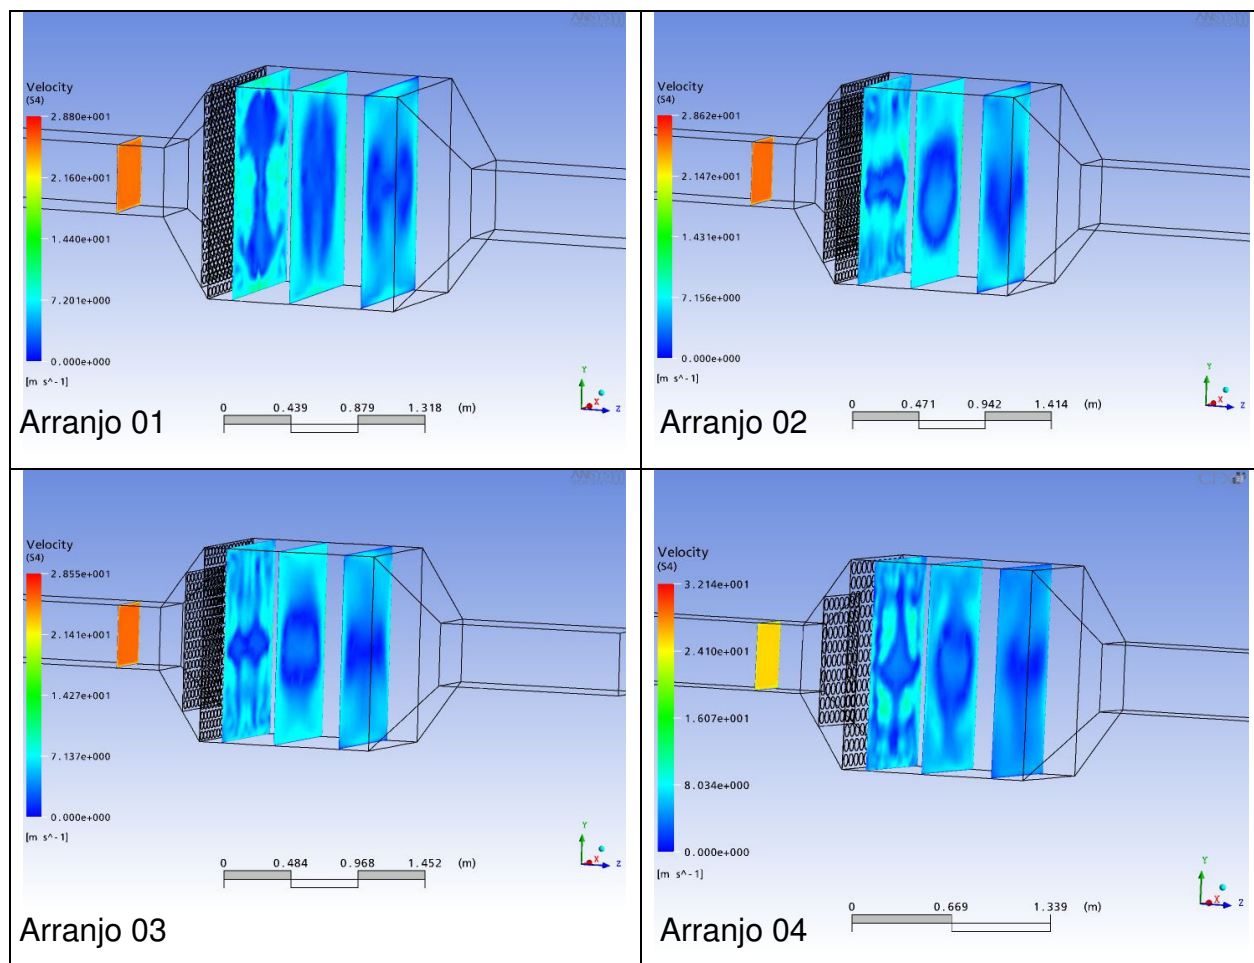 ANSYS
Velocity
(S4)
2.880e+001
2.160e+001
1.440e+001
7.201e+000
0.000e+000
[m s^-1]
Y
X
Z
0 0.439 0.879 1.318 (m)
Arranjo 01
ANSYS
Velocity
(S4)
2.862e+001
2.147e+001
1.431e+001
7.156e+000
0.000e+000
[m s^-1]
Y
X
Z
0 0.471 0.942 1.414 (m)
Arranjo 02
ANSYS
Velocity
(S4)
2.855e+001
2.141e+001
1.427e+001
7.137e+000
0.000e+000
[m s^-1]
Y
X
Z
0 0.484 0.968 1.452 (m)
Arranjo 03
CFX
Velocity
(S4)
3.214e+001
2.410e+001
1.607e+001
8.034e+000
0.000e+000
[m s^-1]
Y
X
Z
0 0.669 1.339 (m)
Arranjo 04